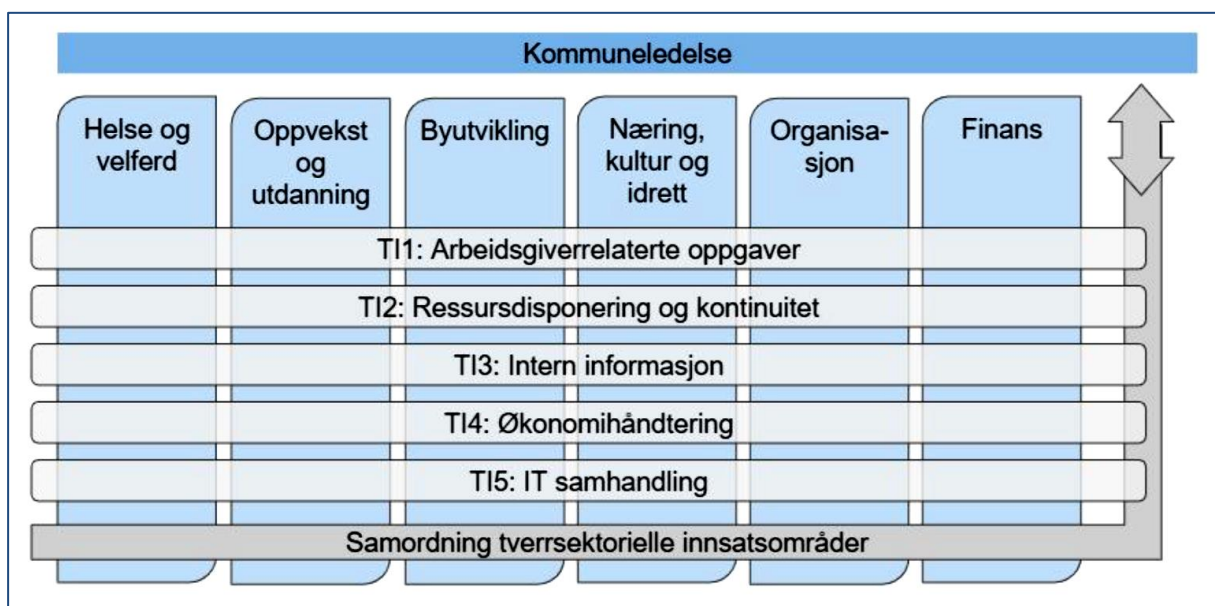 Kommuneledelse
Helse og
velferd
Oppvekst
og
utdanning
Byutvikling
Næring,
kultur og
idrett
Organisa-
sjon
Finans
TI1: Arbeidsgiverrelaterte oppgaver
TI2: Ressursdisponering og kontinuitet
TI3: Intern informasjon
TI4: Økonomihåndtering
TI5: IT samhandling
Samordning tverrsektorielle innsatsområder